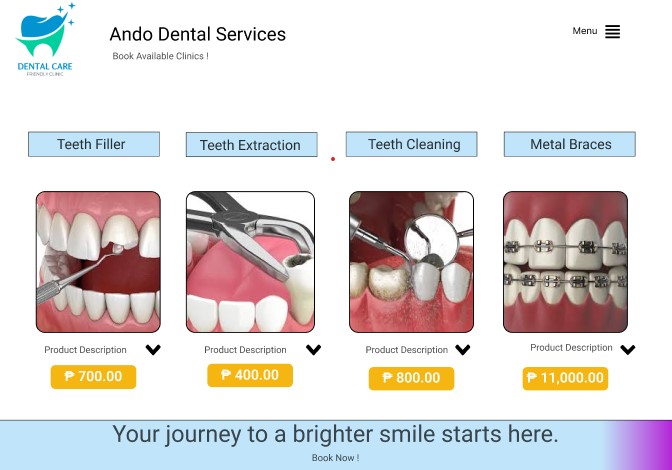 Ando Dental Services
Menu
Book Available Clinics !
DENTAL CARE
FRIENDLY CLINIC
Teeth Filler
Teeth Extraction
Teeth Cleaning
Metal Braces
Product Description
Product Description
Product Description
Product Description
₱ 700.00
₱ 400.00
₱ 800.00
₱ 11,000.00
Your journey to a brighter smile starts here.
Book Now !